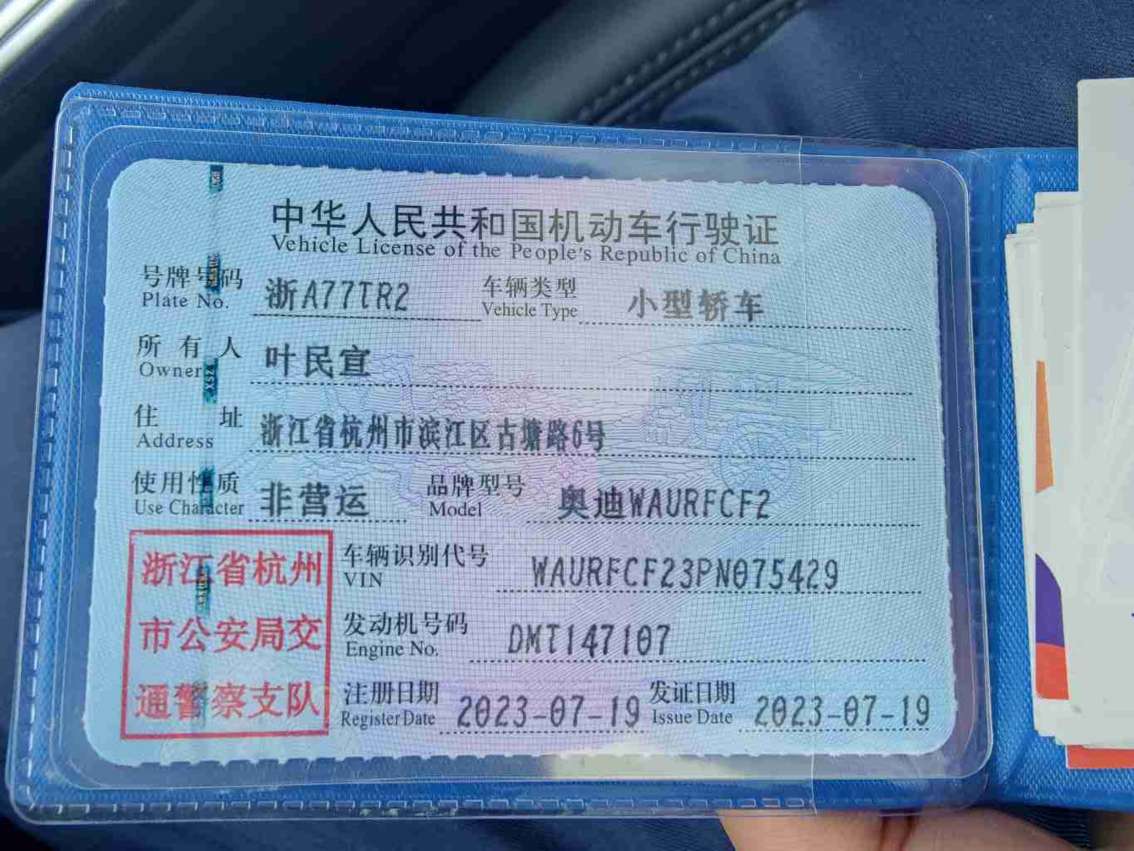 中华人民共和国机动车行驶证
Vehicle License of the People's Republic of China
号牌号码 浙A77TR2 车辆类型 小型轿车
Plate No. Vehicle Type
所有人 叶民宣
Owner
住址 浙江省杭州市滨江区古塘路6号
Address
使用性质 非营运 品牌型号 奥迪WAURFCF2
Use Character Model
浙江省杭州
市公安局交
通警察支队
车辆识别代号 WAURFCF23PN075429
VIN
发动机号码 DMT147107
Engine No.
注册日期 2023-07-19 发证日期 2023-07-19
Register Date Issue Date